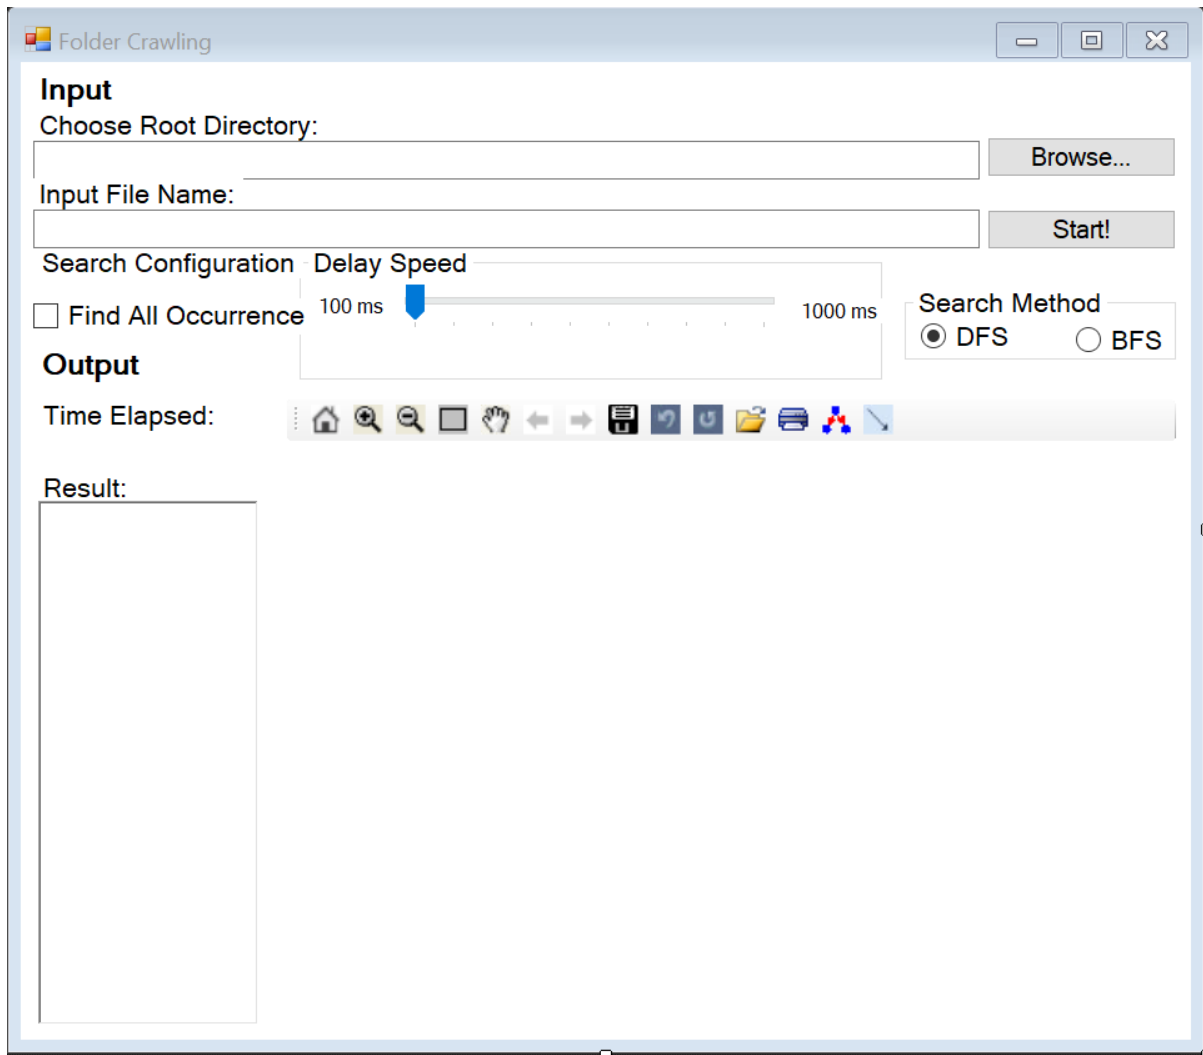 Folder Crawling
Input
Choose Root Directory:
Browse...
Input File Name:
Start!
Search Configuration
Delay Speed
Find All Occurrence
100 ms
1000 ms
Search Method
DFS
BFS
Output
Time Elapsed:
Result: